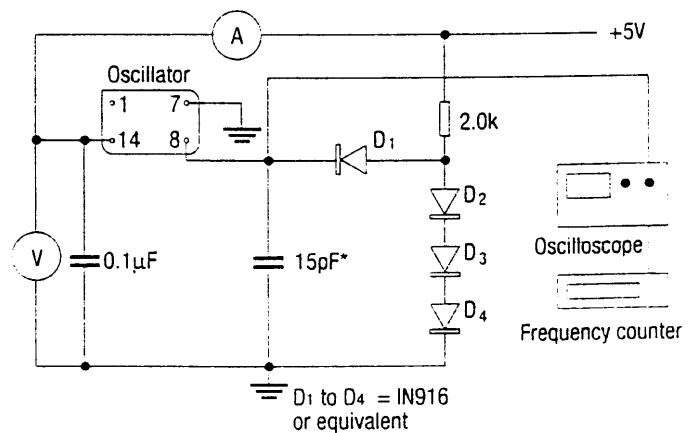 A
+5V
Oscillator
1 7
14 8
2.0k
D1
D2
D3
D4
V
0.1µF
15pF*
Oscilloscope
Frequency counter
D1 to D4 = IN916
or equivalent